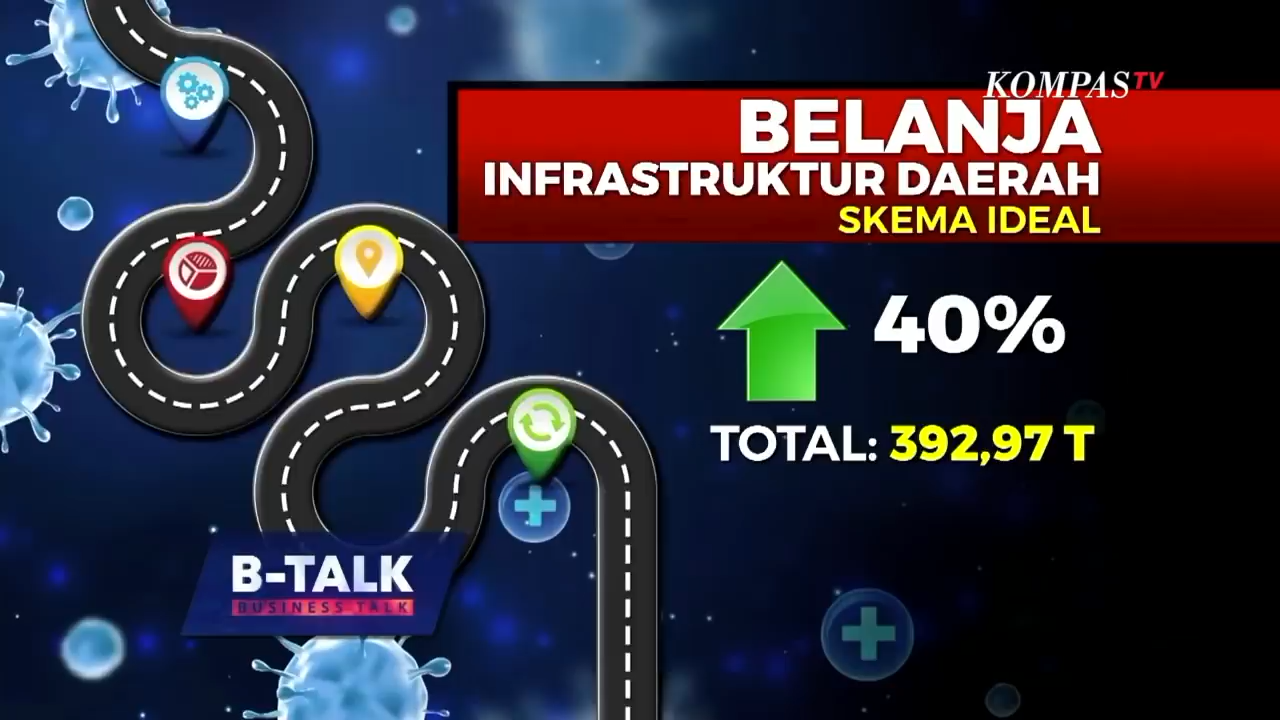 KOMPASTV
BELANJA
INFRASTRUKTUR DAERAH
SKEMA IDEAL
40%
TOTAL: 392,97 T
B-TALK
BUSINESS TALK